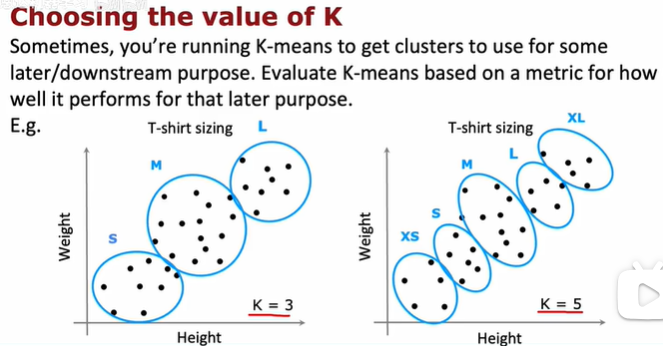 Choosing the value of K
Sometimes, you're running K-means to get clusters to use for some
later/downstream purpose. Evaluate K-means based on a metric for how
well it performs for that later purpose.
E.g.
T-shirt sizing
L
M
S
Weight
K = 3
Height
T-shirt sizing
XL
L
M
S
XS
Weight
K = 5
Height